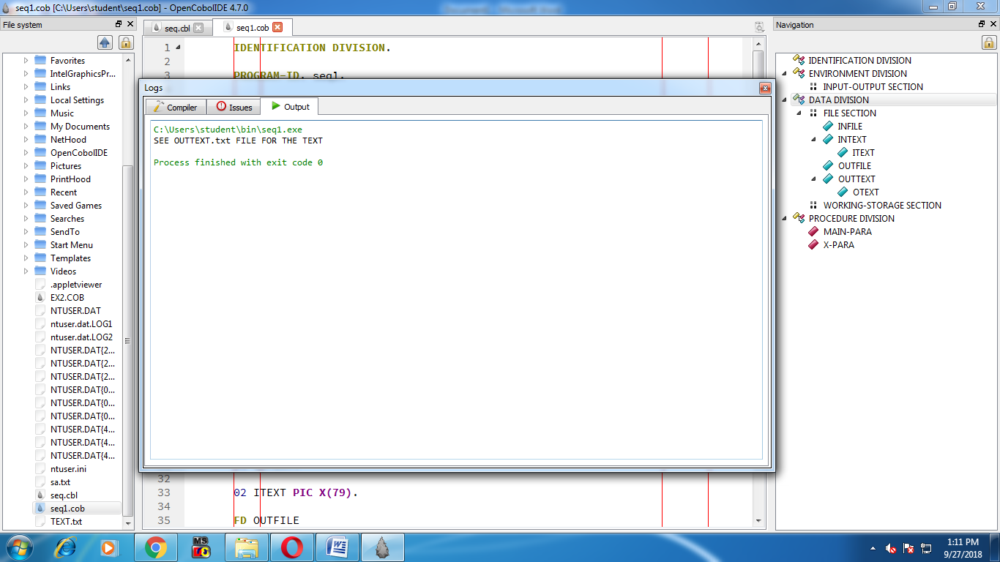 seq1.cob [C:\Users\student\seq1.cob] - OpenCobolIDE 4.7.0
File system
Favorites
IntelGraphicsPr...
Links
Local Settings
Music
My Documents
NetHood
OpenCobolIDE
Pictures
PrintHood
Recent
Saved Games
Searches
SendTo
Start Menu
Templates
Videos
.appletviewer
EX2.COB
NTUSER.DAT
ntuser.dat.LOG1
ntuser.dat.LOG2
NTUSER.DAT{2...
NTUSER.DAT{2...
NTUSER.DAT{2...
NTUSER.DAT{0...
NTUSER.DAT{0...
NTUSER.DAT{0...
NTUSER.DAT{4...
NTUSER.DAT{4...
NTUSER.DAT{4...
ntuser.ini
sa.txt
seq.cbl
seq1.cob
TEXT.txt
seq.cbl
seq1.cob
1 IDENTIFICATION DIVISION.
2
3 PROGRAM-ID. seq1.
Logs
Compiler
Issues
Output
C:\Users\student\bin\seq1.exe
SEE OUTTEXT.txt FILE FOR THE TEXT
Process finished with exit code 0
32
33 02 ITEXT PIC X(79).
34
35 FD OUTFILE
Navigation
IDENTIFICATION DIVISION
ENVIRONMENT DIVISION
INPUT-OUTPUT SECTION
DATA DIVISION
FILE SECTION
INFILE
INTEXT
ITEXT
OUTFILE
OUTTEXT
OTEXT
WORKING-STORAGE SECTION
PROCEDURE DIVISION
MAIN-PARA
X-PARA
MS
1:11 PM
9/27/2018